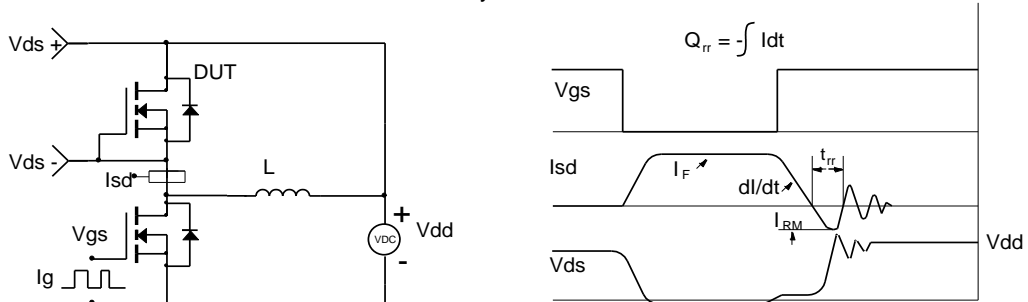 Vds +
DUT
Vds -
Isd
L
Vgs
Ig
+
VDC
Vdd
-
Qrr = -∫ Idt
Vgs
Isd
IF
dI/dt
trr
IRM
Vdd
Vds